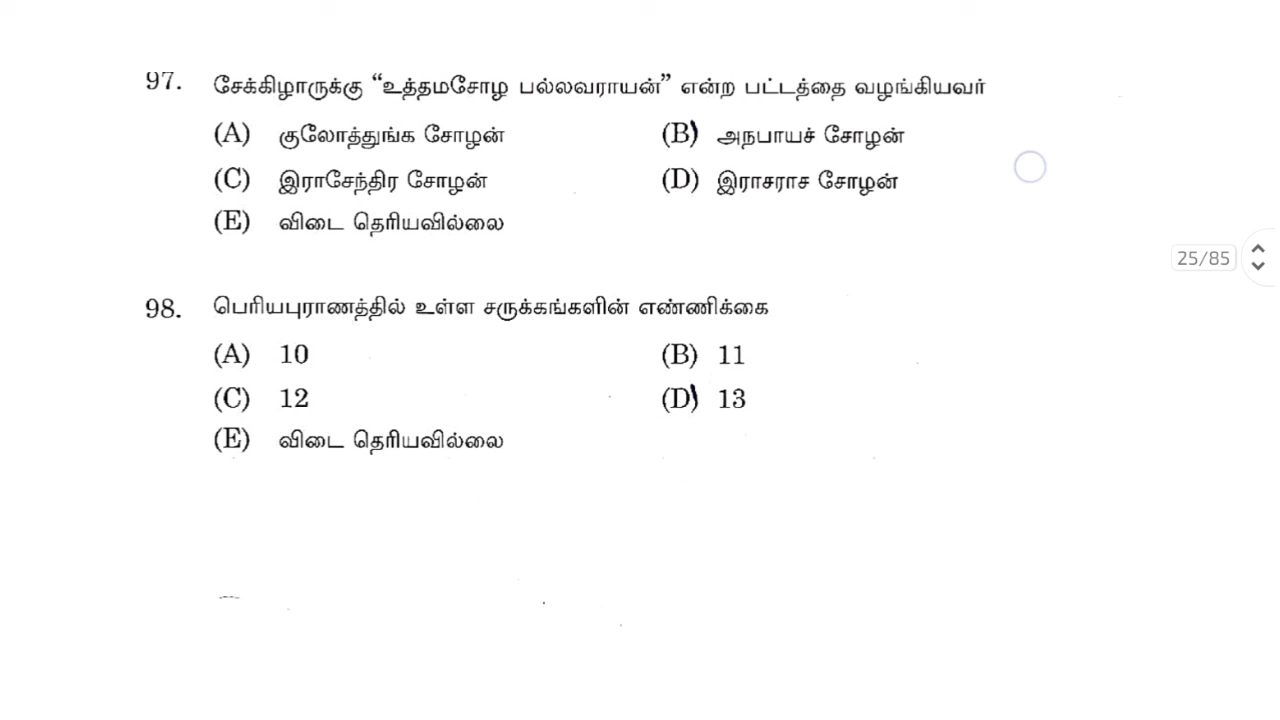 97. சேக்கிழாருக்கு “உத்தமசோழ பல்லவராயன்” என்ற பட்டத்தை வழங்கியவர்
(A) குலோத்துங்க சோழன் (B) அநபாயச் சோழன்
(C) இராசேந்திர சோழன் (D) இராசராச சோழன்
(E) விடை தெரியவில்லை
25/85
98. பெரியபுராணத்தில் உள்ள சருக்கங்களின் எண்ணிக்கை
(A) 10 (B) 11
(C) 12 (D) 13
(E) விடை தெரியவில்லை